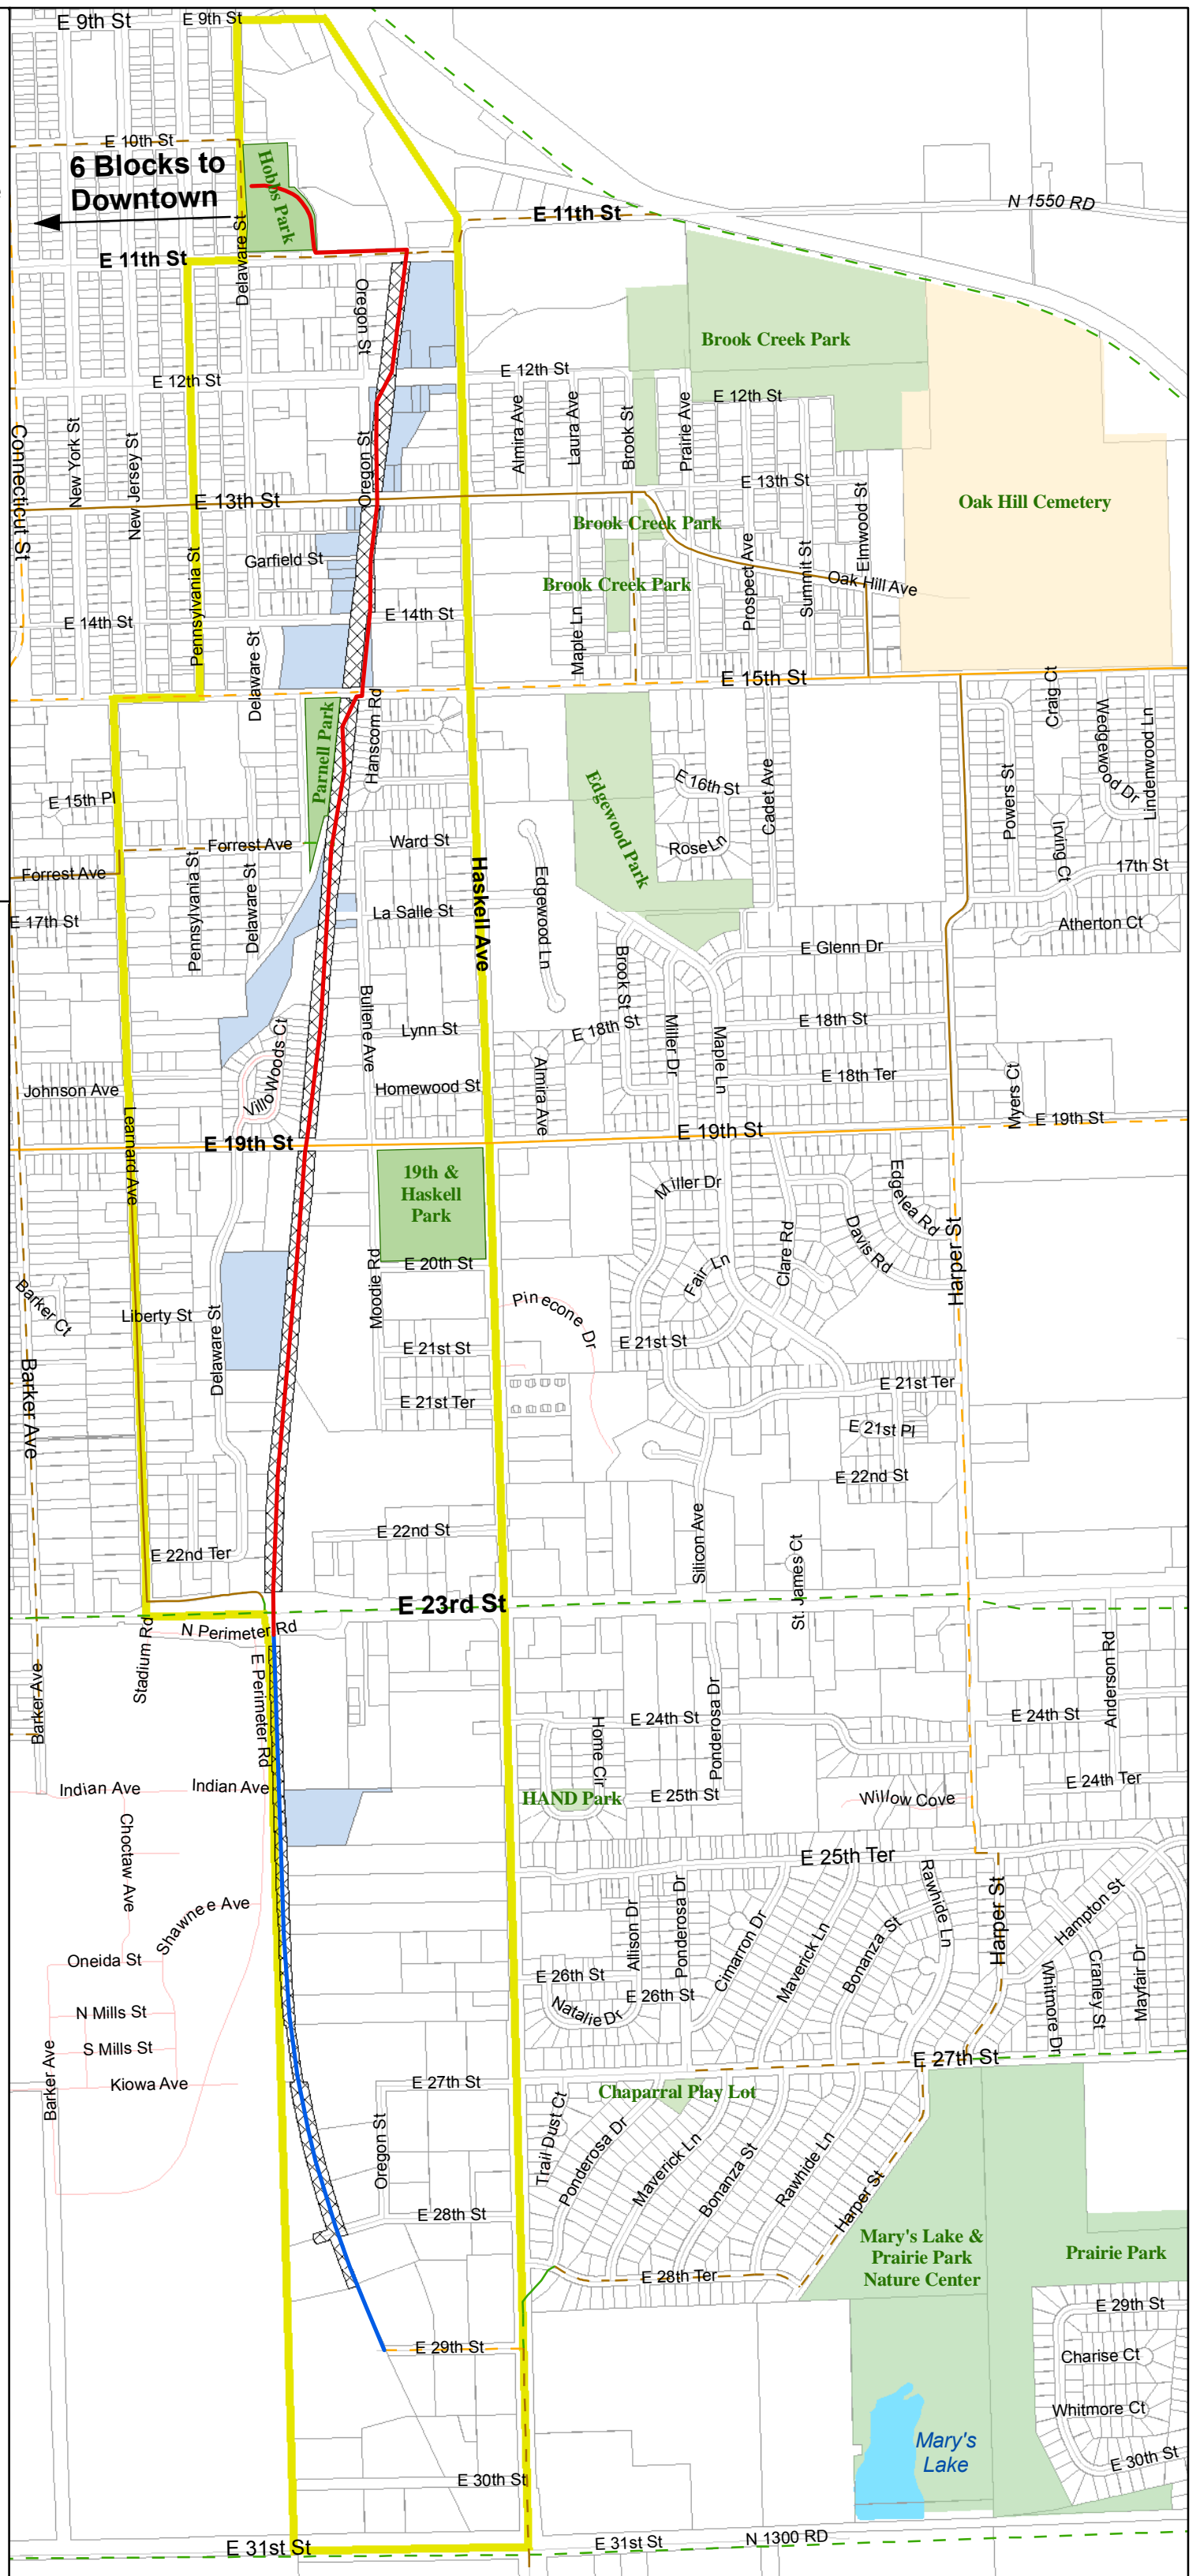 E 9th St
E 9th St
E 10th St
6 Blocks to
Downtown
Hobbs Park
N 1550 RD
E 11th St
Delaware St
E 11th St
Oregon St
Brook Creek Park
E 12th St
E 12th St
E 12th St
Connecticut St
New York St
New Jersey St
Oregon St
Almira Ave
Laura Ave
Brook St
Prairie Ave
E 13th St
E 13th St
Elmwood St
Oak Hill Cemetery
Brook Creek Park
Garfield St
Brook Creek Park
Prospect Ave
Summit St
Oak Hill Ave
Pennsylvania St
E 14th St
E 14th St
Maple Ln
Delaware St
E 15th St
Craig Ct
Parnell Park
Hanscom Rd
Wedgewood Dr
Lindenwood Ln
E 15th Pl
Edgewood Park
E 16th St
Cadet Ave
Powers St
Forrest Ave
Ward St
Rose Ln
Irving Ct
17th St
Forrest Ave
Haskell Ave
E 17th St
Pennsylvania St
Delaware St
La Salle St
Edgewood Ln
Atherton Ct
Brook St
E Glenn Dr
Bullene Ave
Lynn St
E 18th St
Miller Dr
Maple Ln
E 18th St
Villo Woods Ct
Johnson Ave
Homewood St
Almira Ave
E 18th Ter
Myers Ct
Learnard Ave
E 19th St
E 19th St
E 19th St
19th &
Haskell
Park
Miller Dr
Edgelea Rd
Davis Rd
Clare Rd
Harper St
Moodie Rd
E 20th St
Fair Ln
Barker Ct
Liberty St
Delaware St
Pinecone Dr
E 21st St
E 21st St
Barker Ave
E 21st Ter
E 21st Ter
E 21st Pl
E 22nd St
E 22nd St
Silicon Ave
St. James Ct
E 22nd Ter
E 23rd St
Stadium Rd
N Perimeter Rd
E Perimeter Rd
Barker Ave
Ponderosa Dr
Anderson Rd
E 24th St
E 24th St
Home Cir
Indian Ave
Indian Ave
HAND Park
E 25th St
Willow Cove
E 24th Ter
Choctaw Ave
E 25th Ter
Shawnee Ave
Allison Dr
Ponderosa Dr
Cimarron Dr
Maverick Ln
Bonanza St
Rawhide Ln
Harper St
Hampton St
Oneida St
E 26th St
E 26th St
Natalie Dr
Whitmore Dr
Cranley St
Mayfair Dr
N Mills St
S Mills St
E 27th St
Barker Ave
Kiowa Ave
E 27th St
Chaparral Play Lot
Oregon St
Trail Dust Ct
Ponderosa Dr
Maverick Ln
Bonanza St
Rawhide Ln
Harper St
E 28th St
Mary's Lake &
Prairie Park
Nature Center
Prairie Park
E 28th Ter
E 29th St
E 29th St
Charise Ct
Whitmore Ct
Mary's
Lake
E 30th St
E 30th St
E 31st St
E 31st St
N 1300 RD